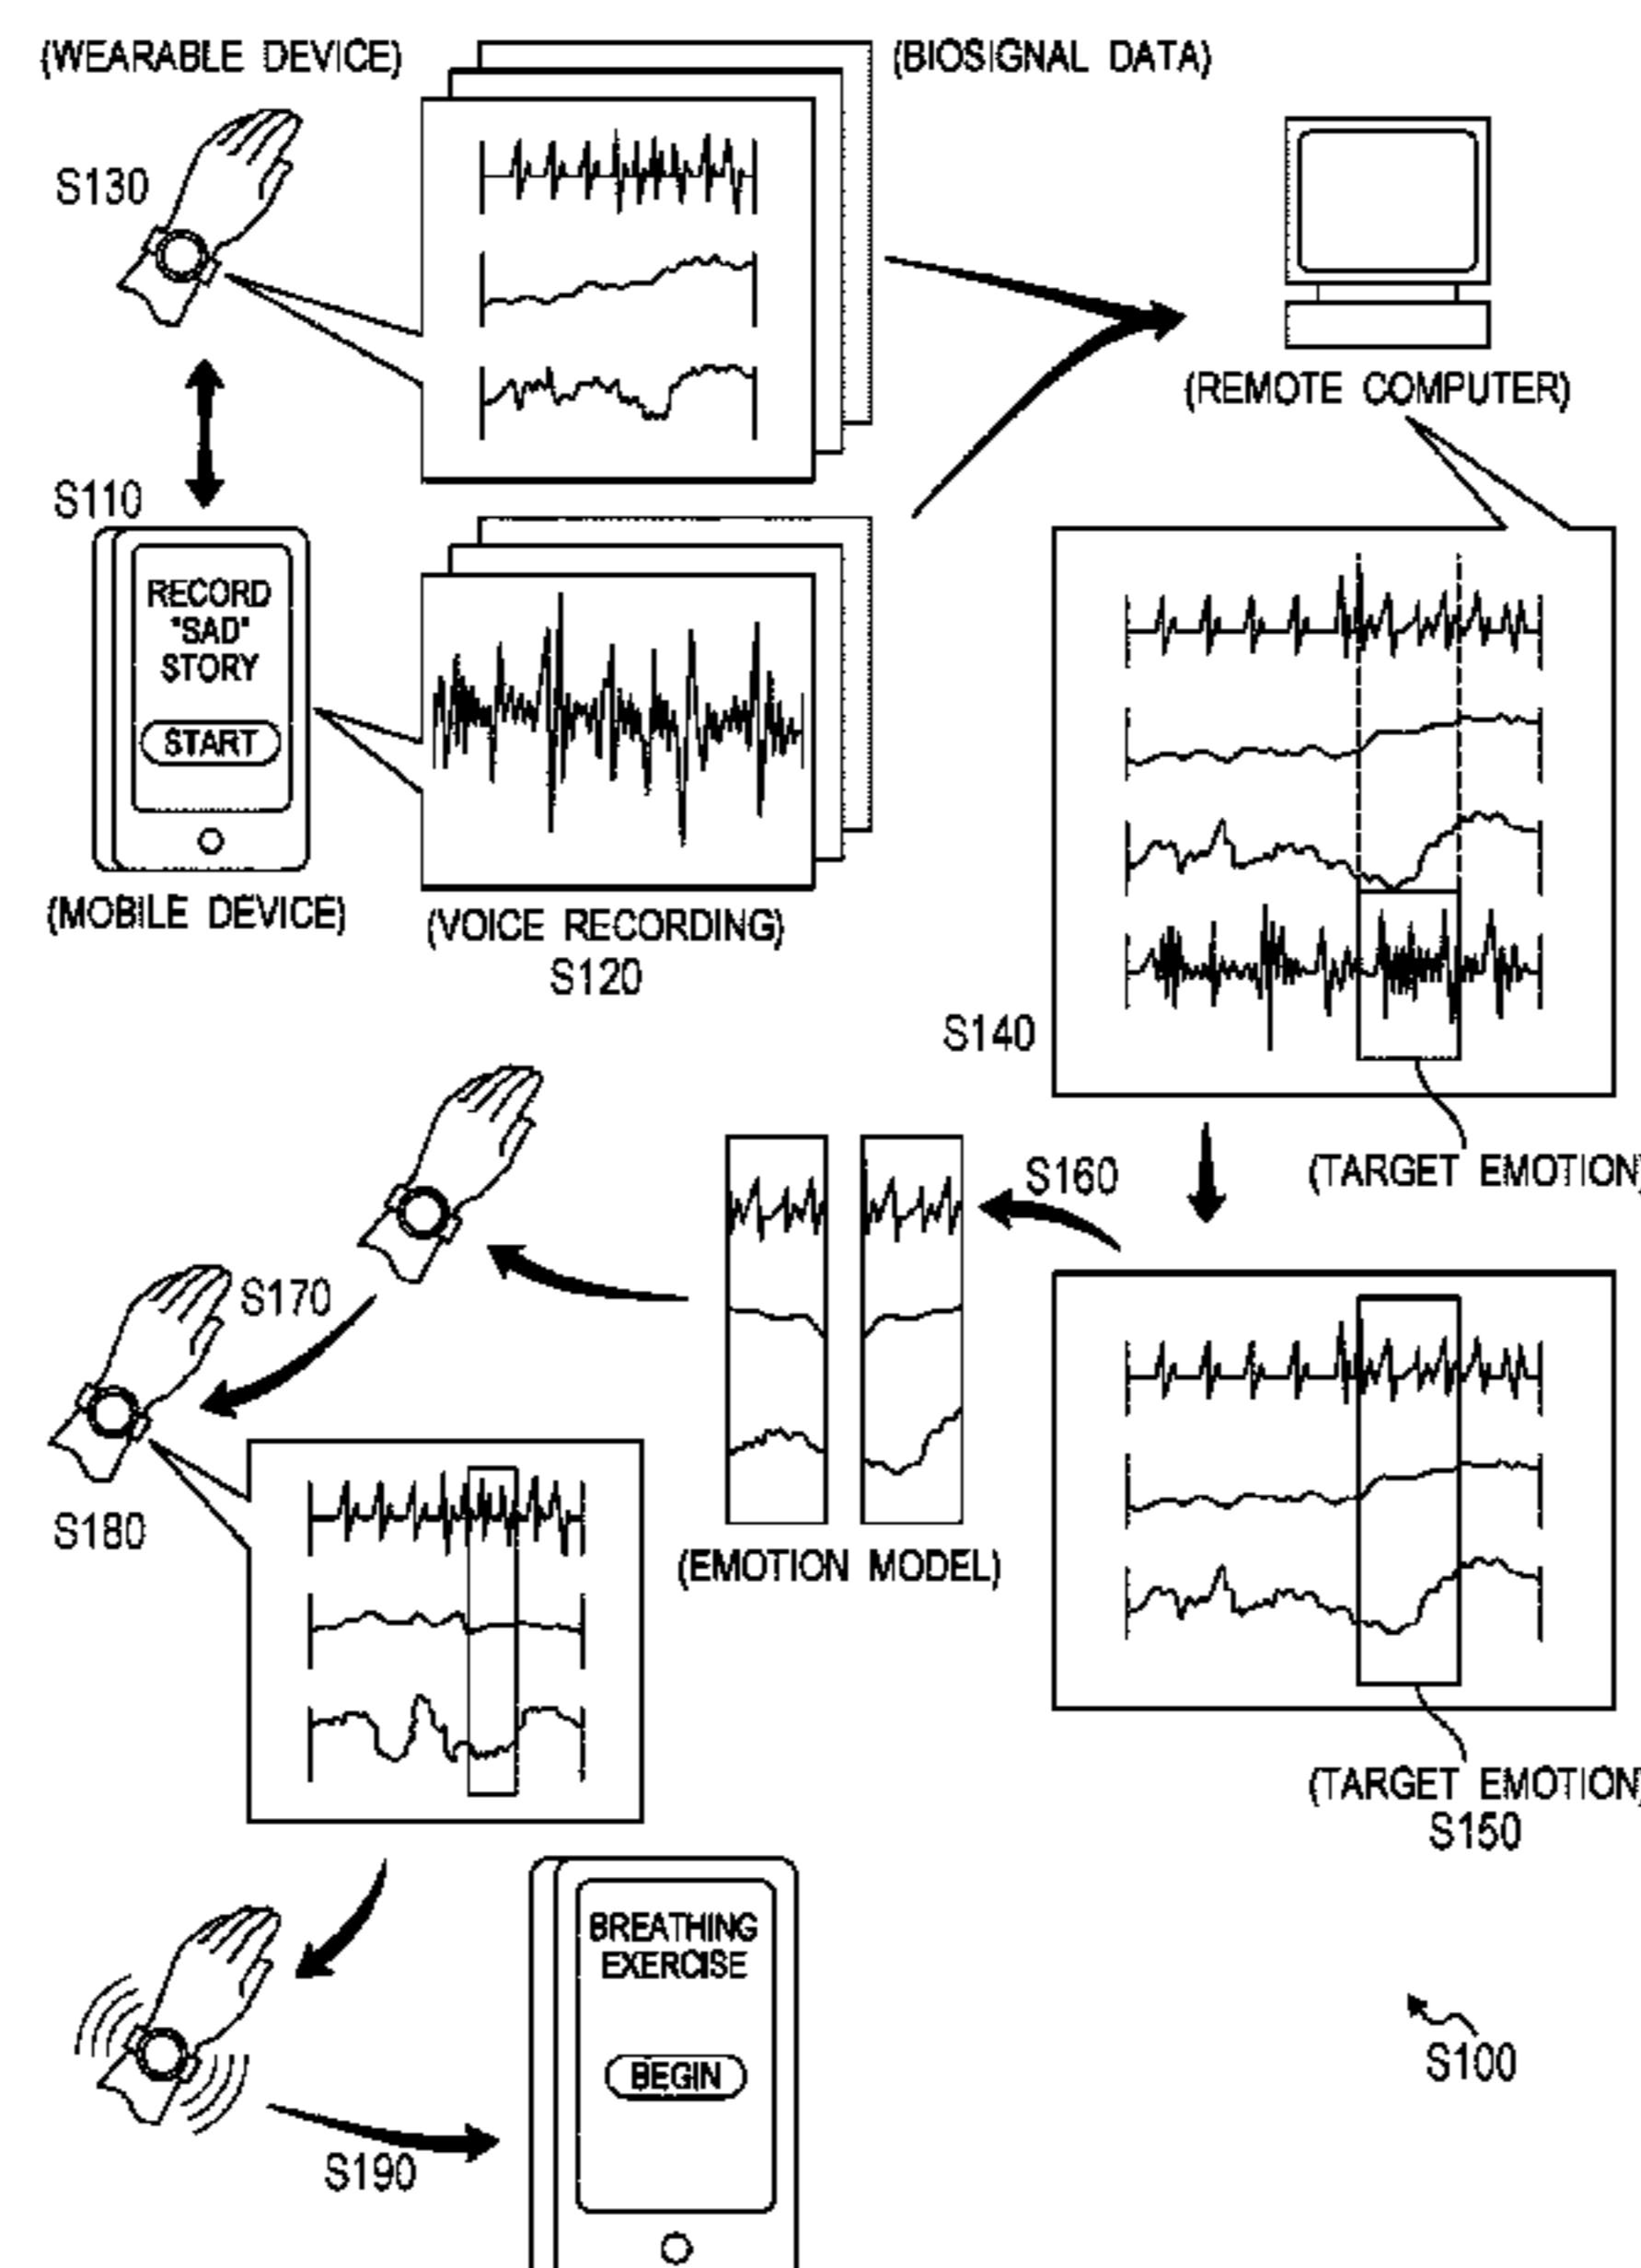 (WEARABLE DEVICE)
(BIOSIGNAL DATA)
S130
(REMOTE COMPUTER)
S110
RECORD
"SAD"
STORY
START
(MOBILE DEVICE)
(VOICE RECORDING)
S120
S140
(TARGET EMOTION)
S160
S170
S180
(EMOTION MODEL)
(TARGET EMOTION)
S150
BREATHING
EXERCISE
BEGIN
S190
S100